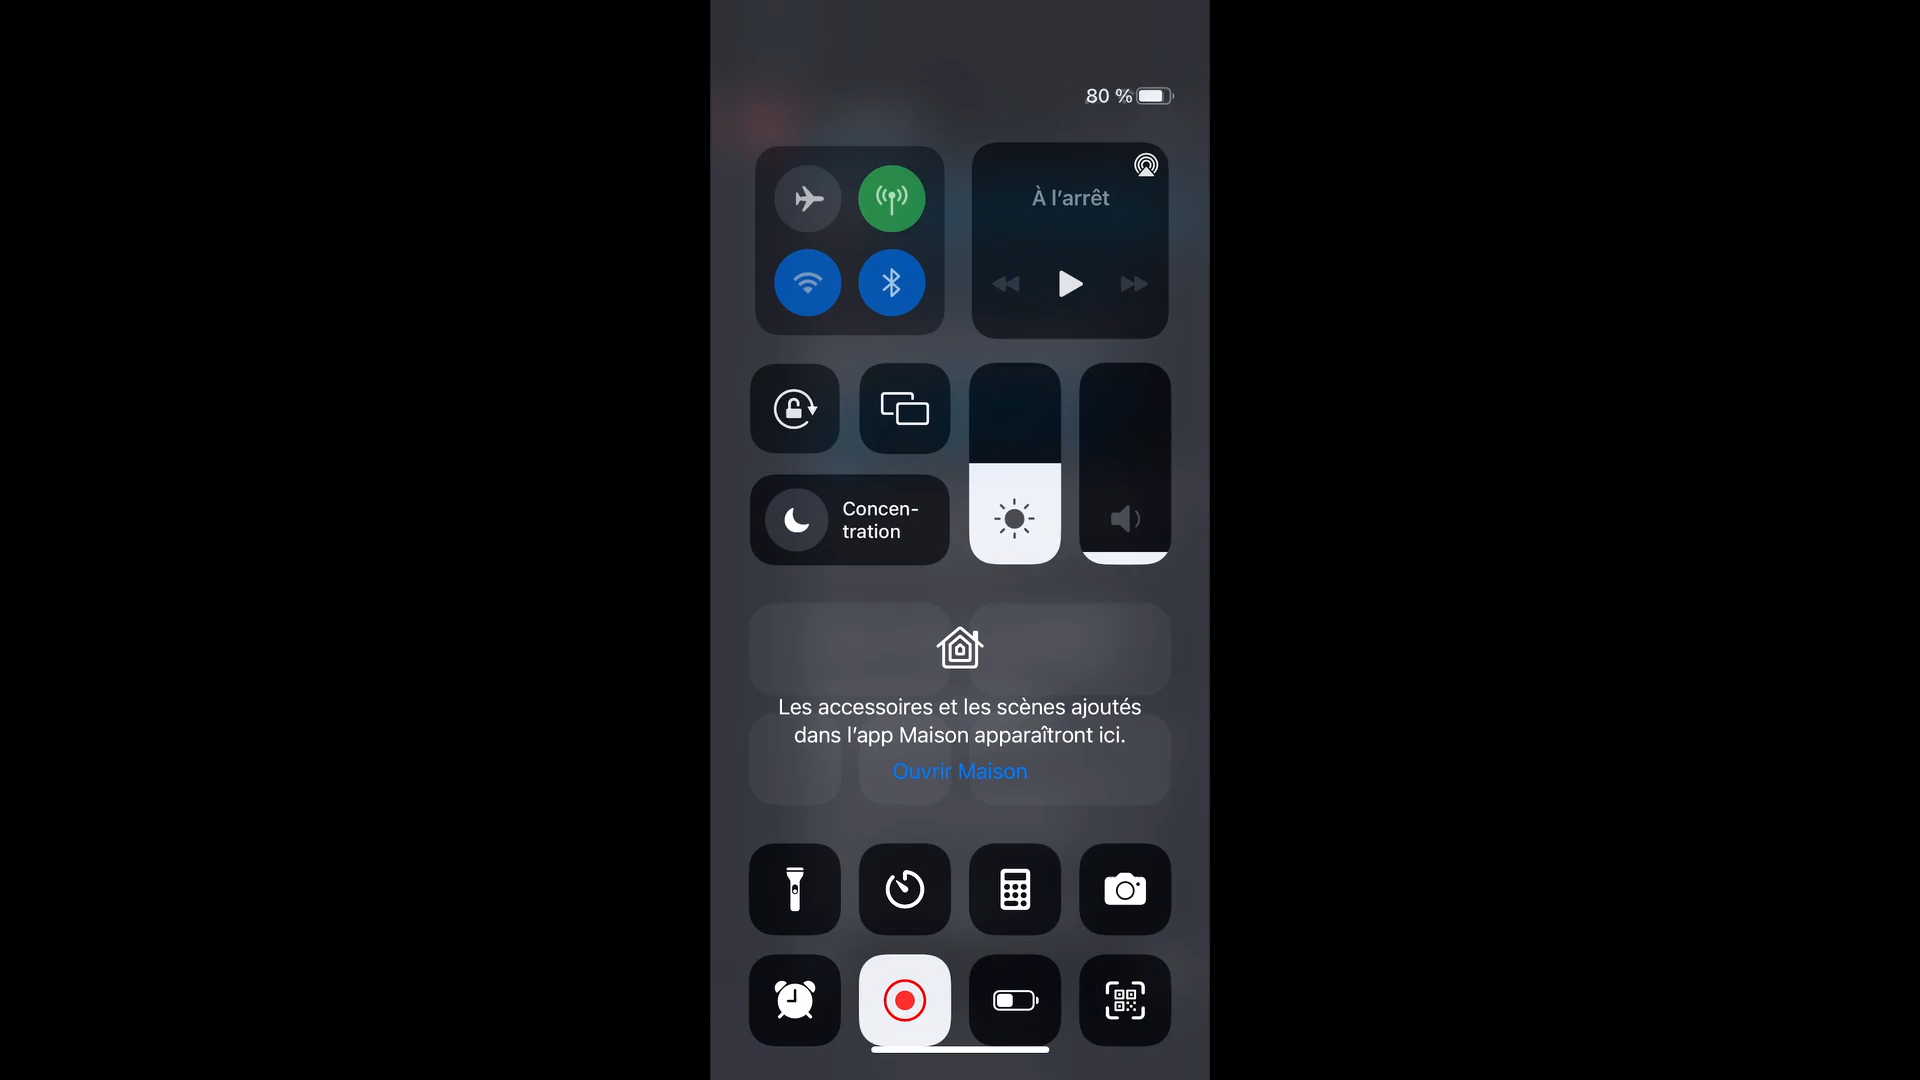 80 %
À l’arrêt
Concen-
tration
Les accessoires et les scènes ajoutés
dans l’app Maison apparaîtront ici.
Ouvrir Maison